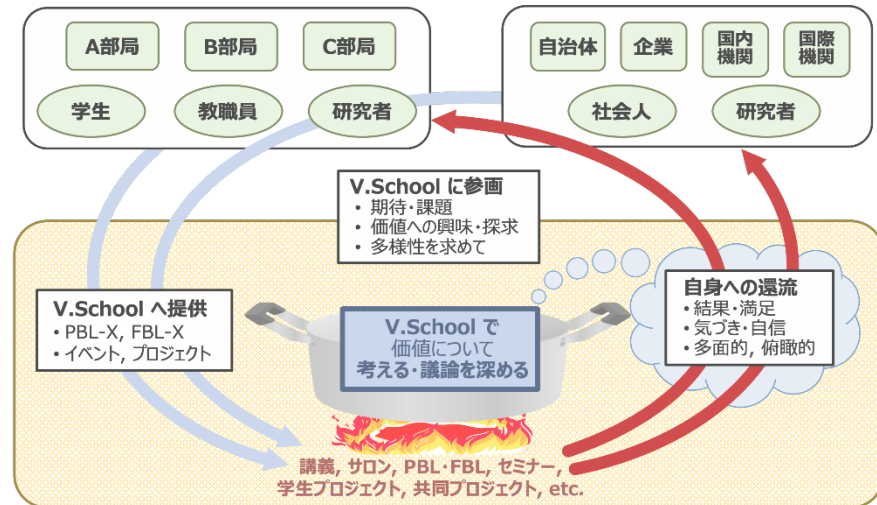 A部局
B部局
C部局
学生
教職員
研究者
自治体
企業
国内
機関
国際
機関
社会人
研究者
V.School に参画
• 期待・課題
• 価値への興味・探求
• 多様性を求めて
V.School へ提供
• PBL-X, FBL-X
• イベント, プロジェクト
V.School で
価値について
考える・議論を深める
自身への還流
• 結果・満足
• 気づき・自信
• 多面的, 俯瞰的
講義, サロン, PBL・FBL, セミナー,
学生プロジェクト, 共同プロジェクト, etc.